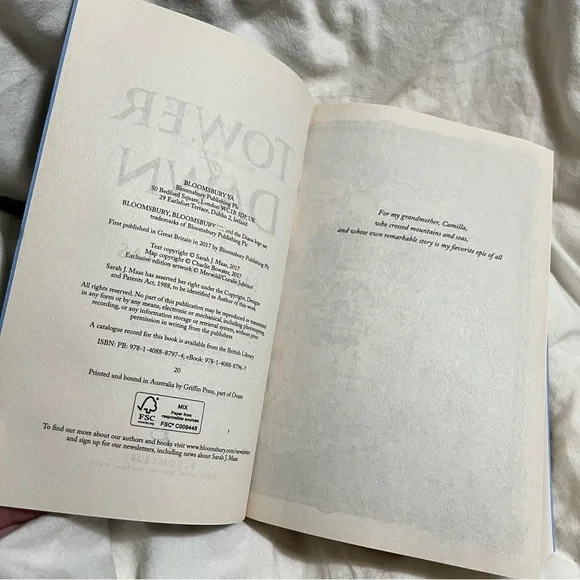 TOWER
of
DAWN
BLOOMSBURY YA
Bloomsbury Publishing Plc
50 Bedford Square, London WC1B 3DP, UK
29 Earlsfort Terrace, Dublin 2, Ireland
BLOOMSBURY, BLOOMSBURY and the Diana logo are
trademarks of Bloomsbury Publishing Plc
First published in Great Britain in 2017 by Bloomsbury Publishing Plc
Text copyright © Sarah J. Maas, 2017
Map copyright © Charlie Bowater, 2017
Exclusive edition artwork © Merwild/Coralie Jubénot
Sarah J. Maas has asserted her right under the Copyright, Designs
and Patents Act, 1988, to be identified as Author of this work
All rights reserved. No part of this publication may be reproduced or transmitted
in any form or by any means, electronic or mechanical, including photocopying,
recording, or any information storage or retrieval system, without prior
permission in writing from the publishers
A catalogue record for this book is available from the British Library
ISBN: PB: 978-1-4088-8797-4; eBook: 978-1-4088-8796-7
20
Printed and bound in Australia by Griffin Press, part of Ovato
FSC
www.fsc.org
MIX
Paper from
responsible sources
FSC® C009448
To find out more about our authors and books visit www.bloomsbury.com
and sign up for our newsletters, including news about Sarah J. Maas
BLOOMSBURY
For my grandmother, Camilla,
who crossed mountains and seas,
and whose own remarkable story is my favorite epic of all